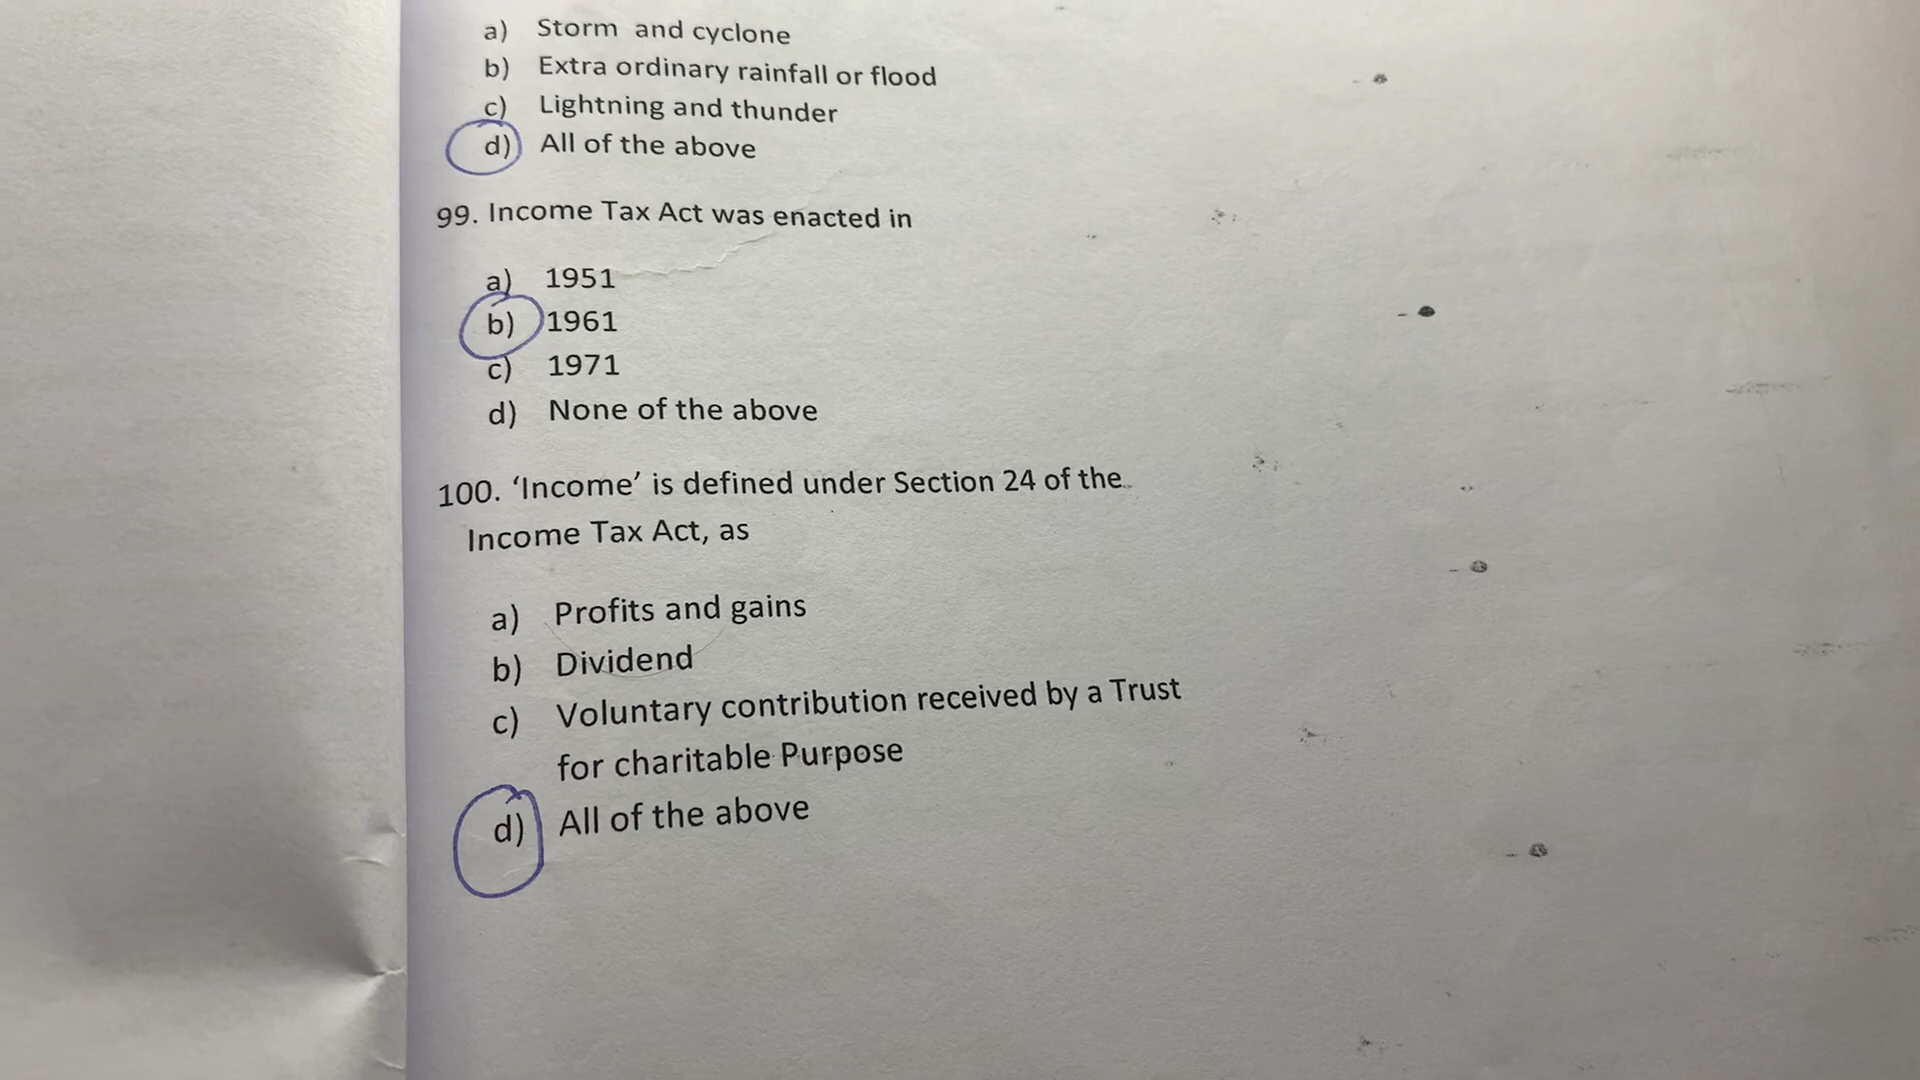 a) Storm and cyclone
b) Extra ordinary rainfall or flood
c) Lightning and thunder
d) All of the above
99. Income Tax Act was enacted in
a) 1951
b) 1961
c) 1971
d) None of the above
100. ‘Income’ is defined under Section 24 of the
Income Tax Act, as
a) Profits and gains
b) Dividend
c) Voluntary contribution received by a Trust
for charitable Purpose
d) All of the above